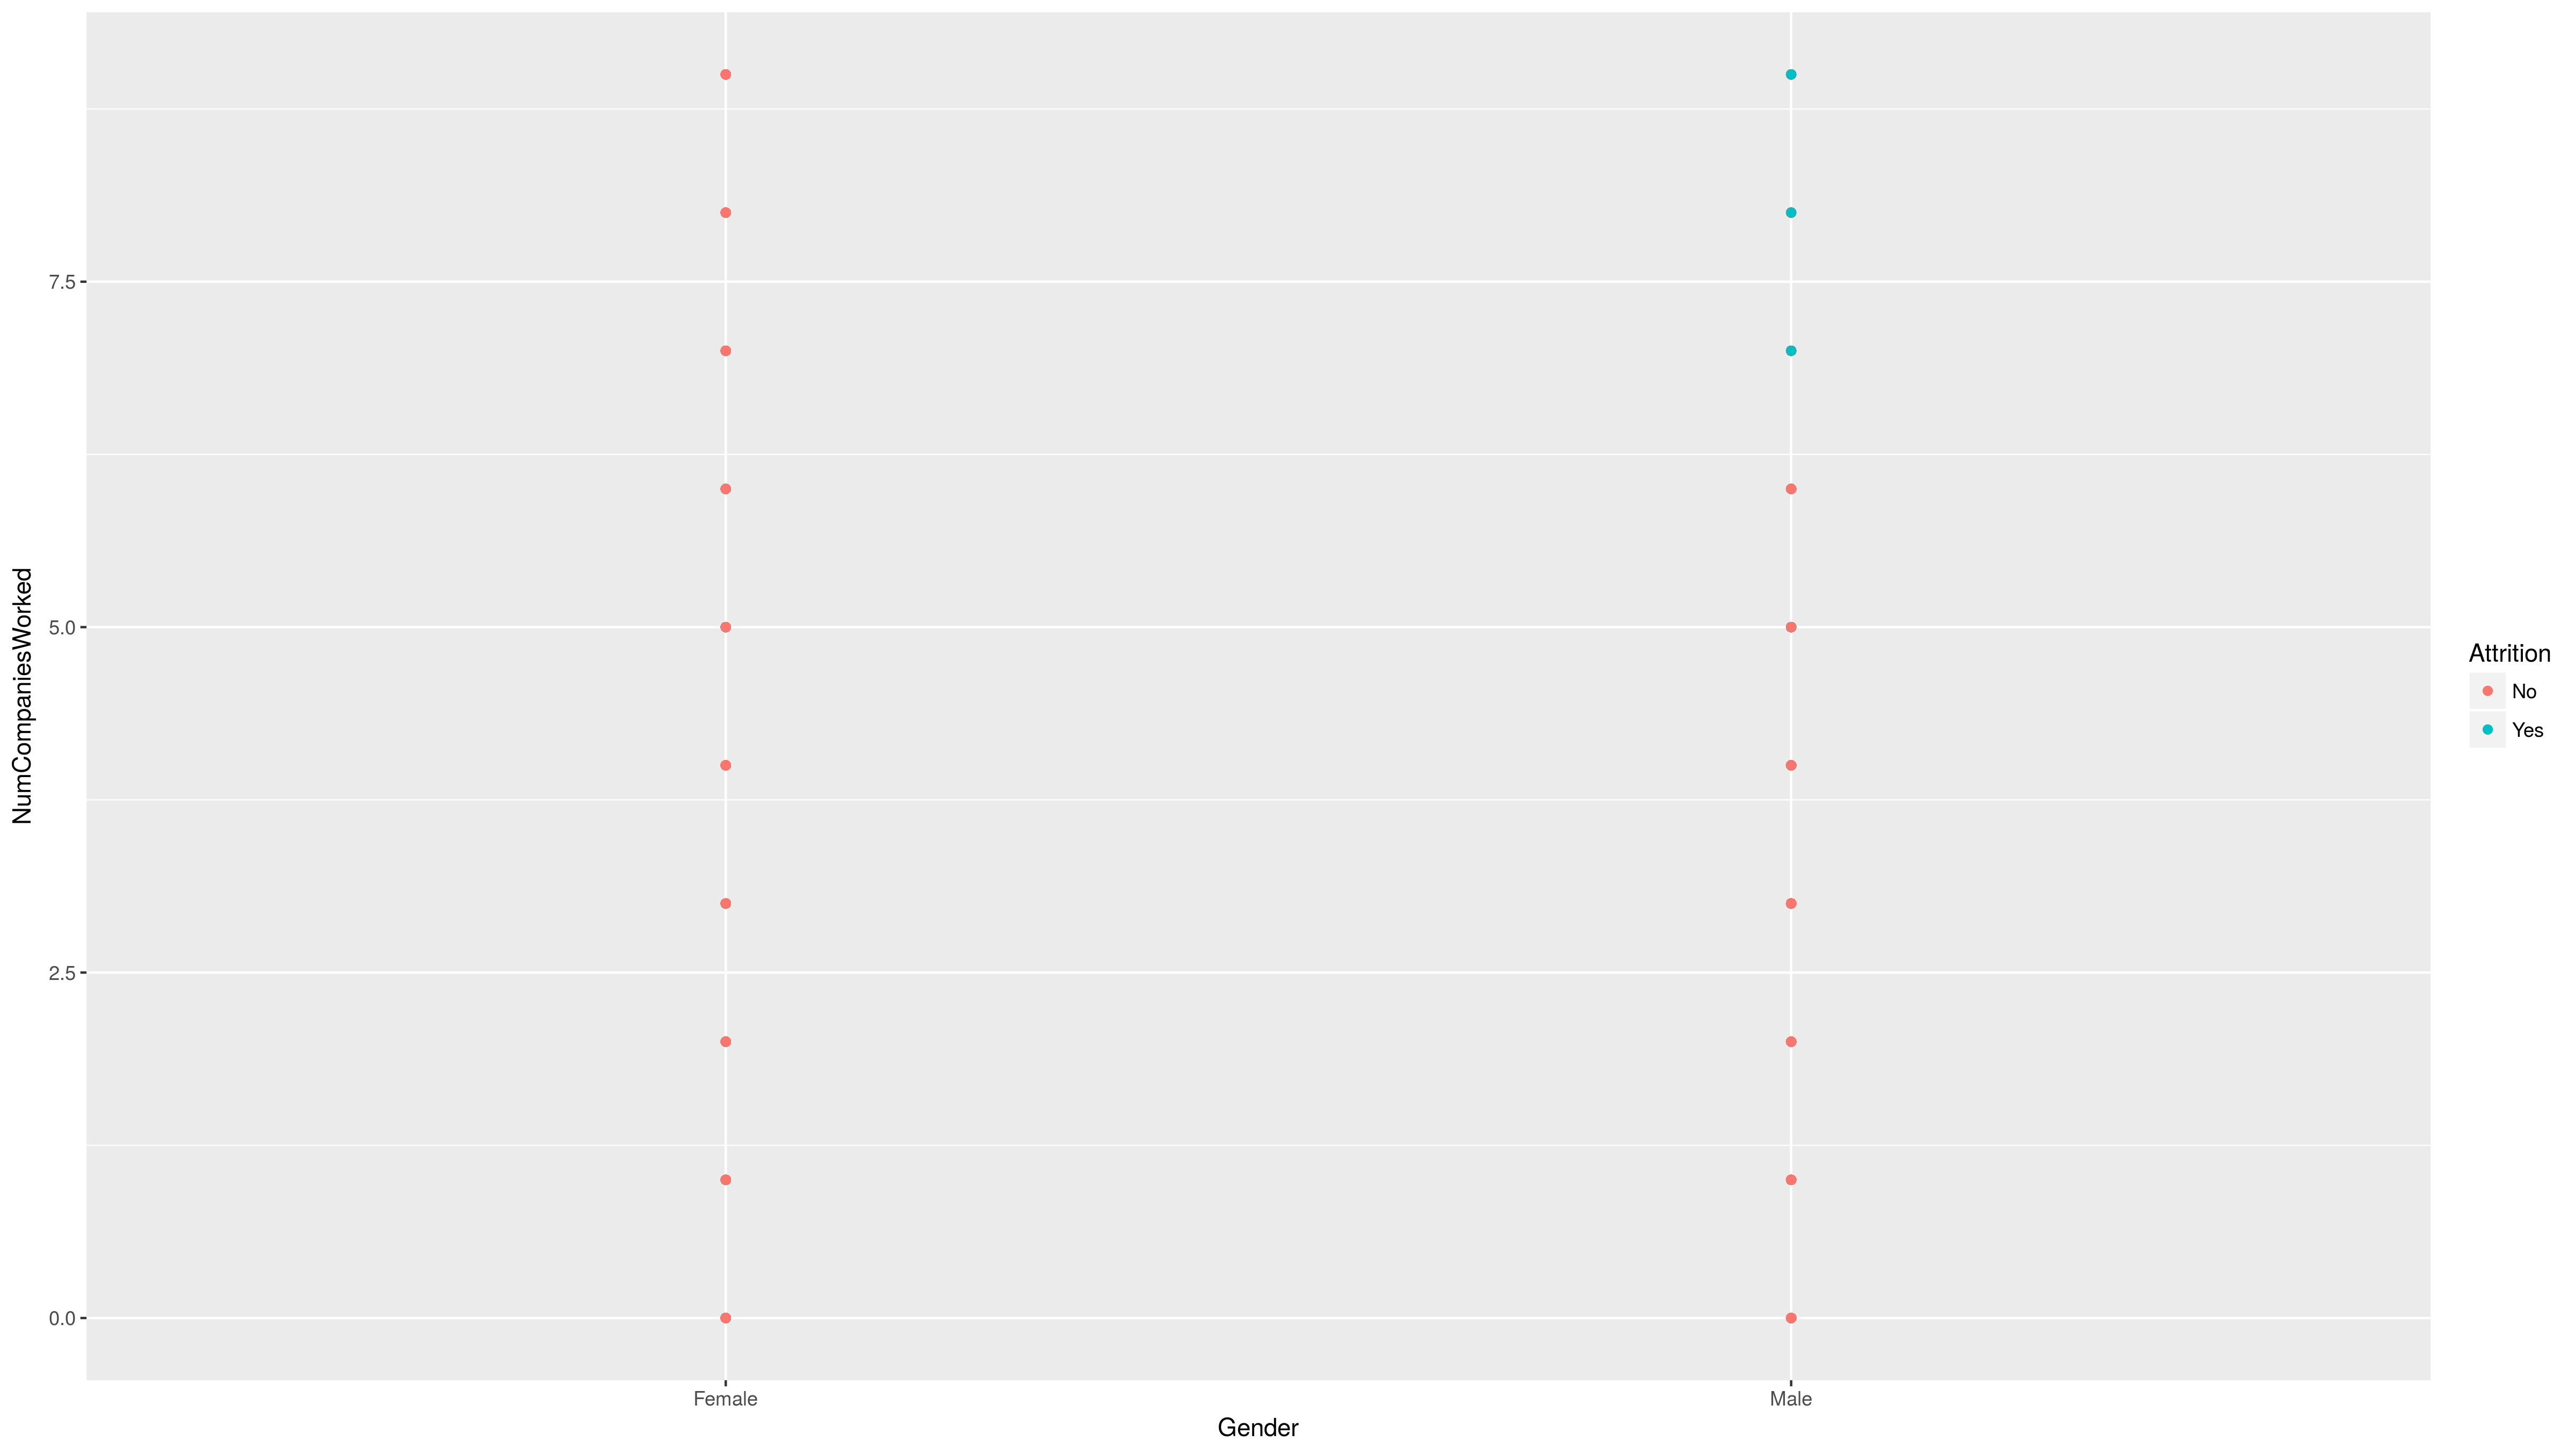 7.5
5.0
2.5
0.0
NumCompaniesWorked
Female
Male
Gender
Attrition
No
Yes